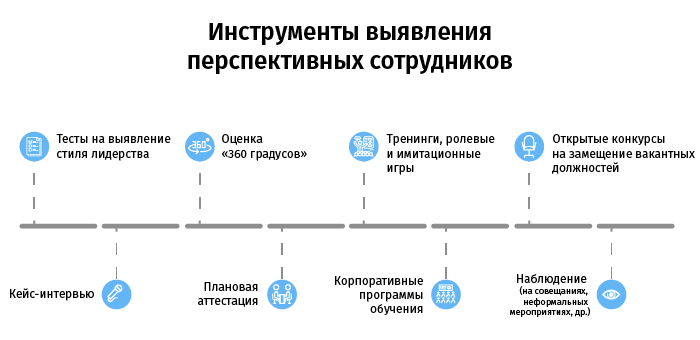 Инструменты выявления
перспективных сотрудников
Тесты на выявление
стиля лидерства
360°
Оценка
«360 градусов»
Тренинги, ролевые
и имитационные
игры
Открытые конкурсы
на замещение вакантных
должностей
Кейс-интервью
Плановая
аттестация
Корпоративные
программы
обучения
Наблюдение
(на совещаниях,
неформальных
мероприятиях, др.)